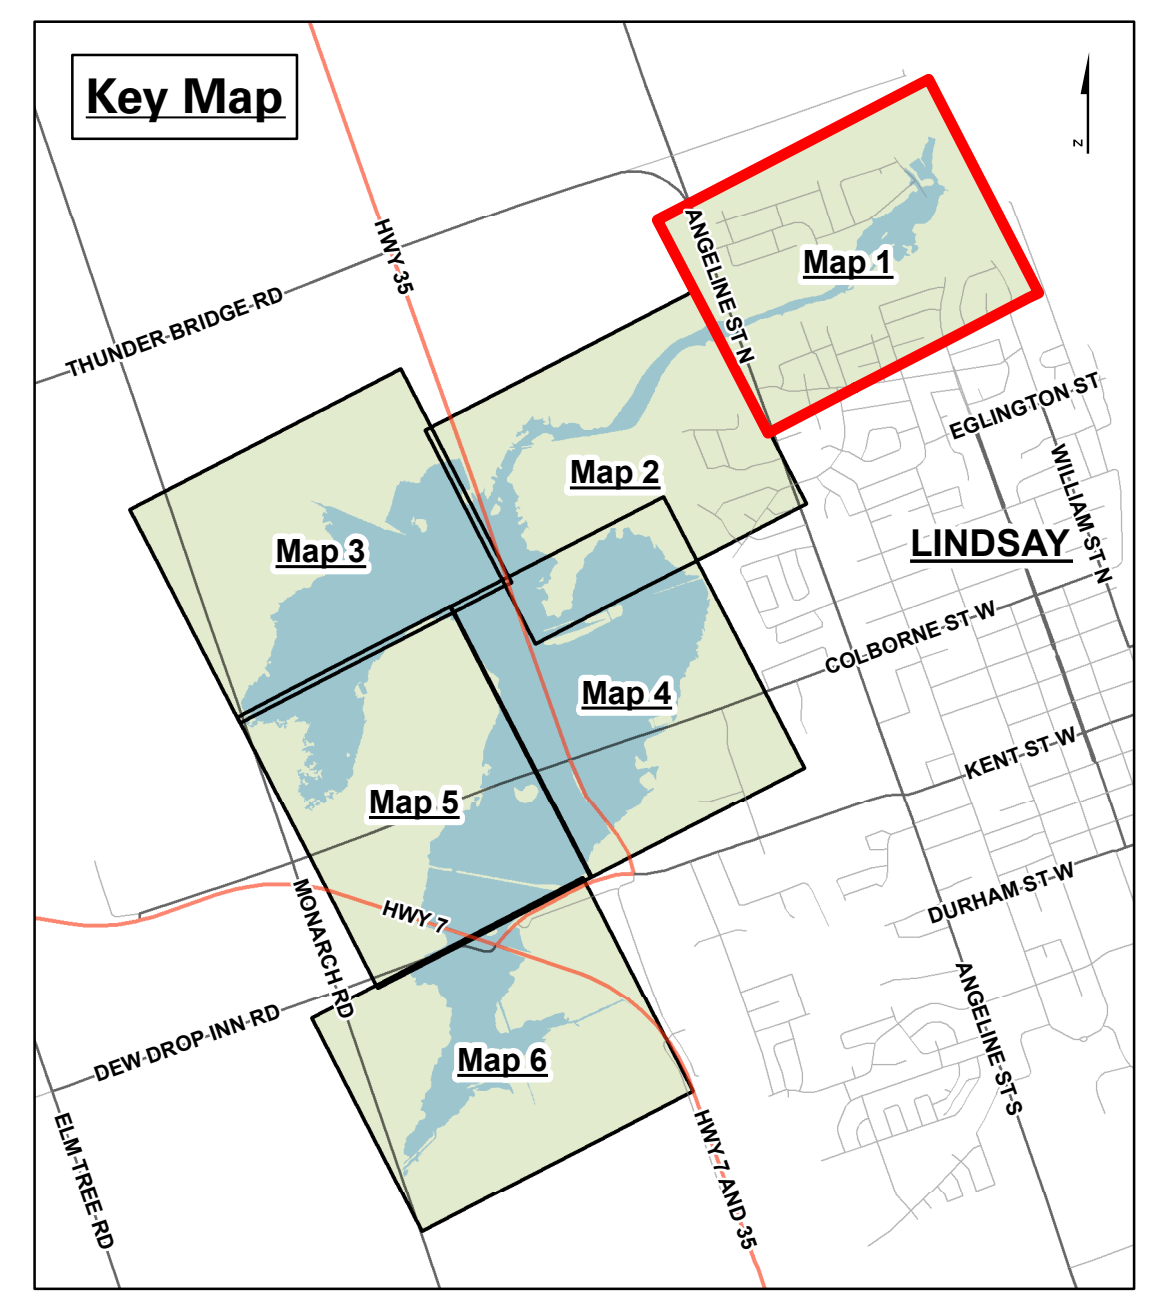 Key Map
N
HWY 35
THUNDER BRIDGE RD
ANGELINE ST N
Map 1
EGLINGTON ST
WILLIAM ST N
Map 2
LINDSAY
Map 3
COLBORNE ST W
Map 4
KENT ST W
Map 5
DURHAM ST W
HWY 7
MONARCH RD
DEW DROP INN RD
ANGELINE ST S
Map 6
ELM TREE RD
HWY 7 AND 35